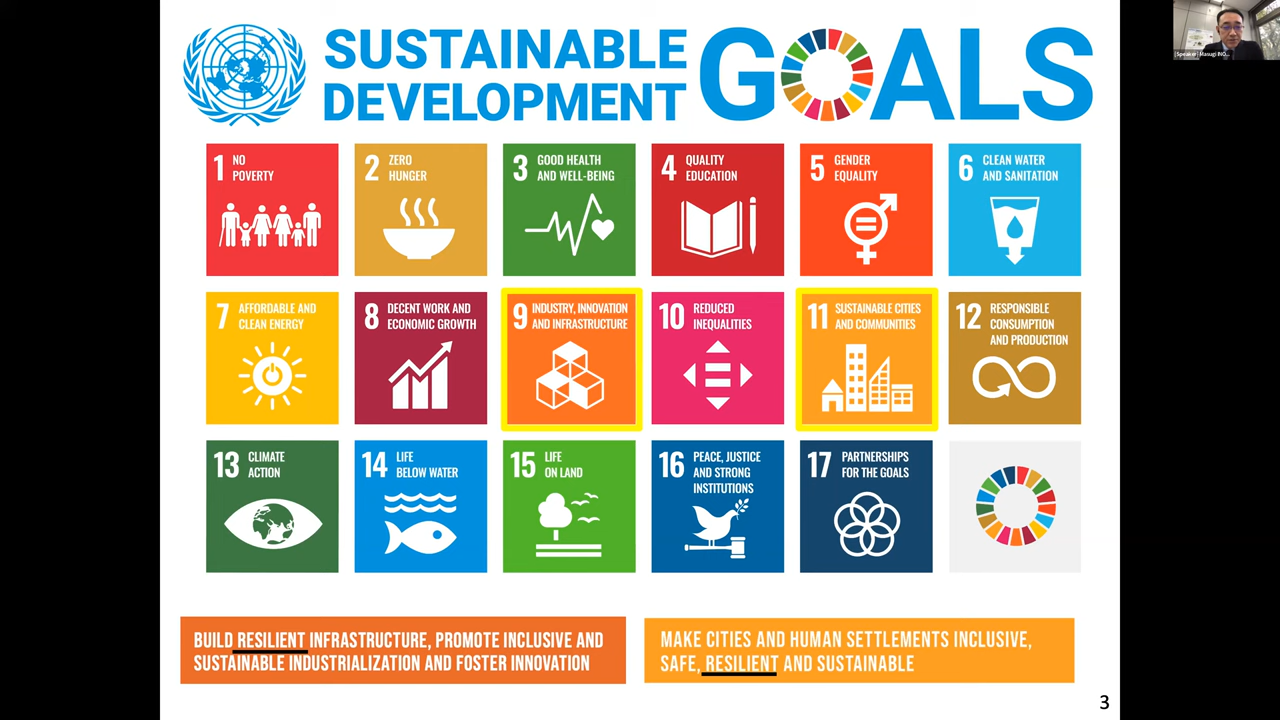 SUSTAINABLE
DEVELOPMENT
GOALS
1 NO
POVERTY
2 ZERO
HUNGER
3 GOOD HEALTH
AND WELL-BEING
4 QUALITY
EDUCATION
5 GENDER
EQUALITY
6 CLEAN WATER
AND SANITATION
7 AFFORDABLE AND
CLEAN ENERGY
8 DECENT WORK AND
ECONOMIC GROWTH
9 INDUSTRY, INNOVATION
AND INFRASTRUCTURE
10 REDUCED
INEQUALITIES
11 SUSTAINABLE CITIES
AND COMMUNITIES
12 RESPONSIBLE
CONSUMPTION
AND PRODUCTION
13 CLIMATE
ACTION
14 LIFE
BELOW WATER
15 LIFE
ON LAND
16 PEACE, JUSTICE
AND STRONG
INSTITUTIONS
17 PARTNERSHIPS
FOR THE GOALS
BUILD RESILIENT INFRASTRUCTURE, PROMOTE INCLUSIVE AND
SUSTAINABLE INDUSTRIALIZATION AND FOSTER INNOVATION
MAKE CITIES AND HUMAN SETTLEMENTS INCLUSIVE,
SAFE, RESILIENT AND SUSTAINABLE
3